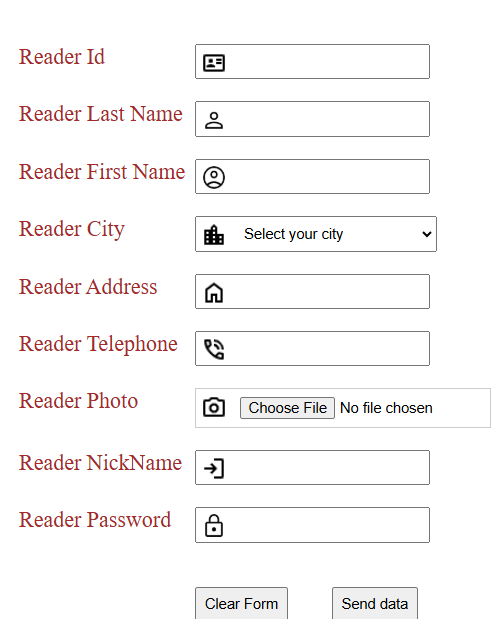 Reader Id
Reader Last Name
Reader First Name
Reader City Select your city
Reader Address
Reader Telephone
Reader Photo Choose File No file chosen
Reader NickName
Reader Password
Clear Form Send data